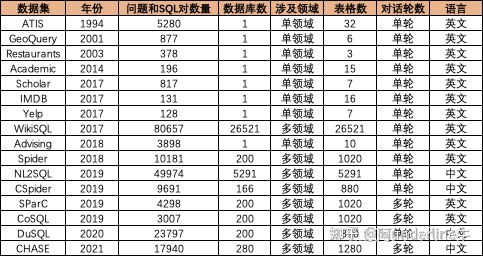 数据集 年份 问题和SQL对数量 数据库数 涉及领域 表格数 对话轮数 语言
ATIS 1994 5280 1 单领域 32 单轮 英文
GeoQuery 2001 877 1 单领域 6 单轮 英文
Restaurants 2003 378 1 单领域 3 单轮 英文
Academic 2014 196 1 单领域 15 单轮 英文
Scholar 2017 817 1 单领域 7 单轮 英文
IMDB 2017 131 1 单领域 16 单轮 英文
Yelp 2017 128 1 单领域 7 单轮 英文
WikiSQL 2017 80657 26521 多领域 26521 单轮 英文
Advising 2018 3898 1 单领域 10 单轮 英文
Spider 2018 10181 200 多领域 1020 单轮 英文
NL2SQL 2019 49974 5291 多领域 5291 单轮 中文
CSpider 2019 9691 166 多领域 880 单轮 中文
SParC 2019 4298 200 多领域 1020 多轮 英文
CoSQL 2019 3007 200 多领域 1020 多轮 英文
DuSQL 2020 23797 200 多领域
CHASE 2021 17940 280 多领域 1280 多轮 中文
知乎